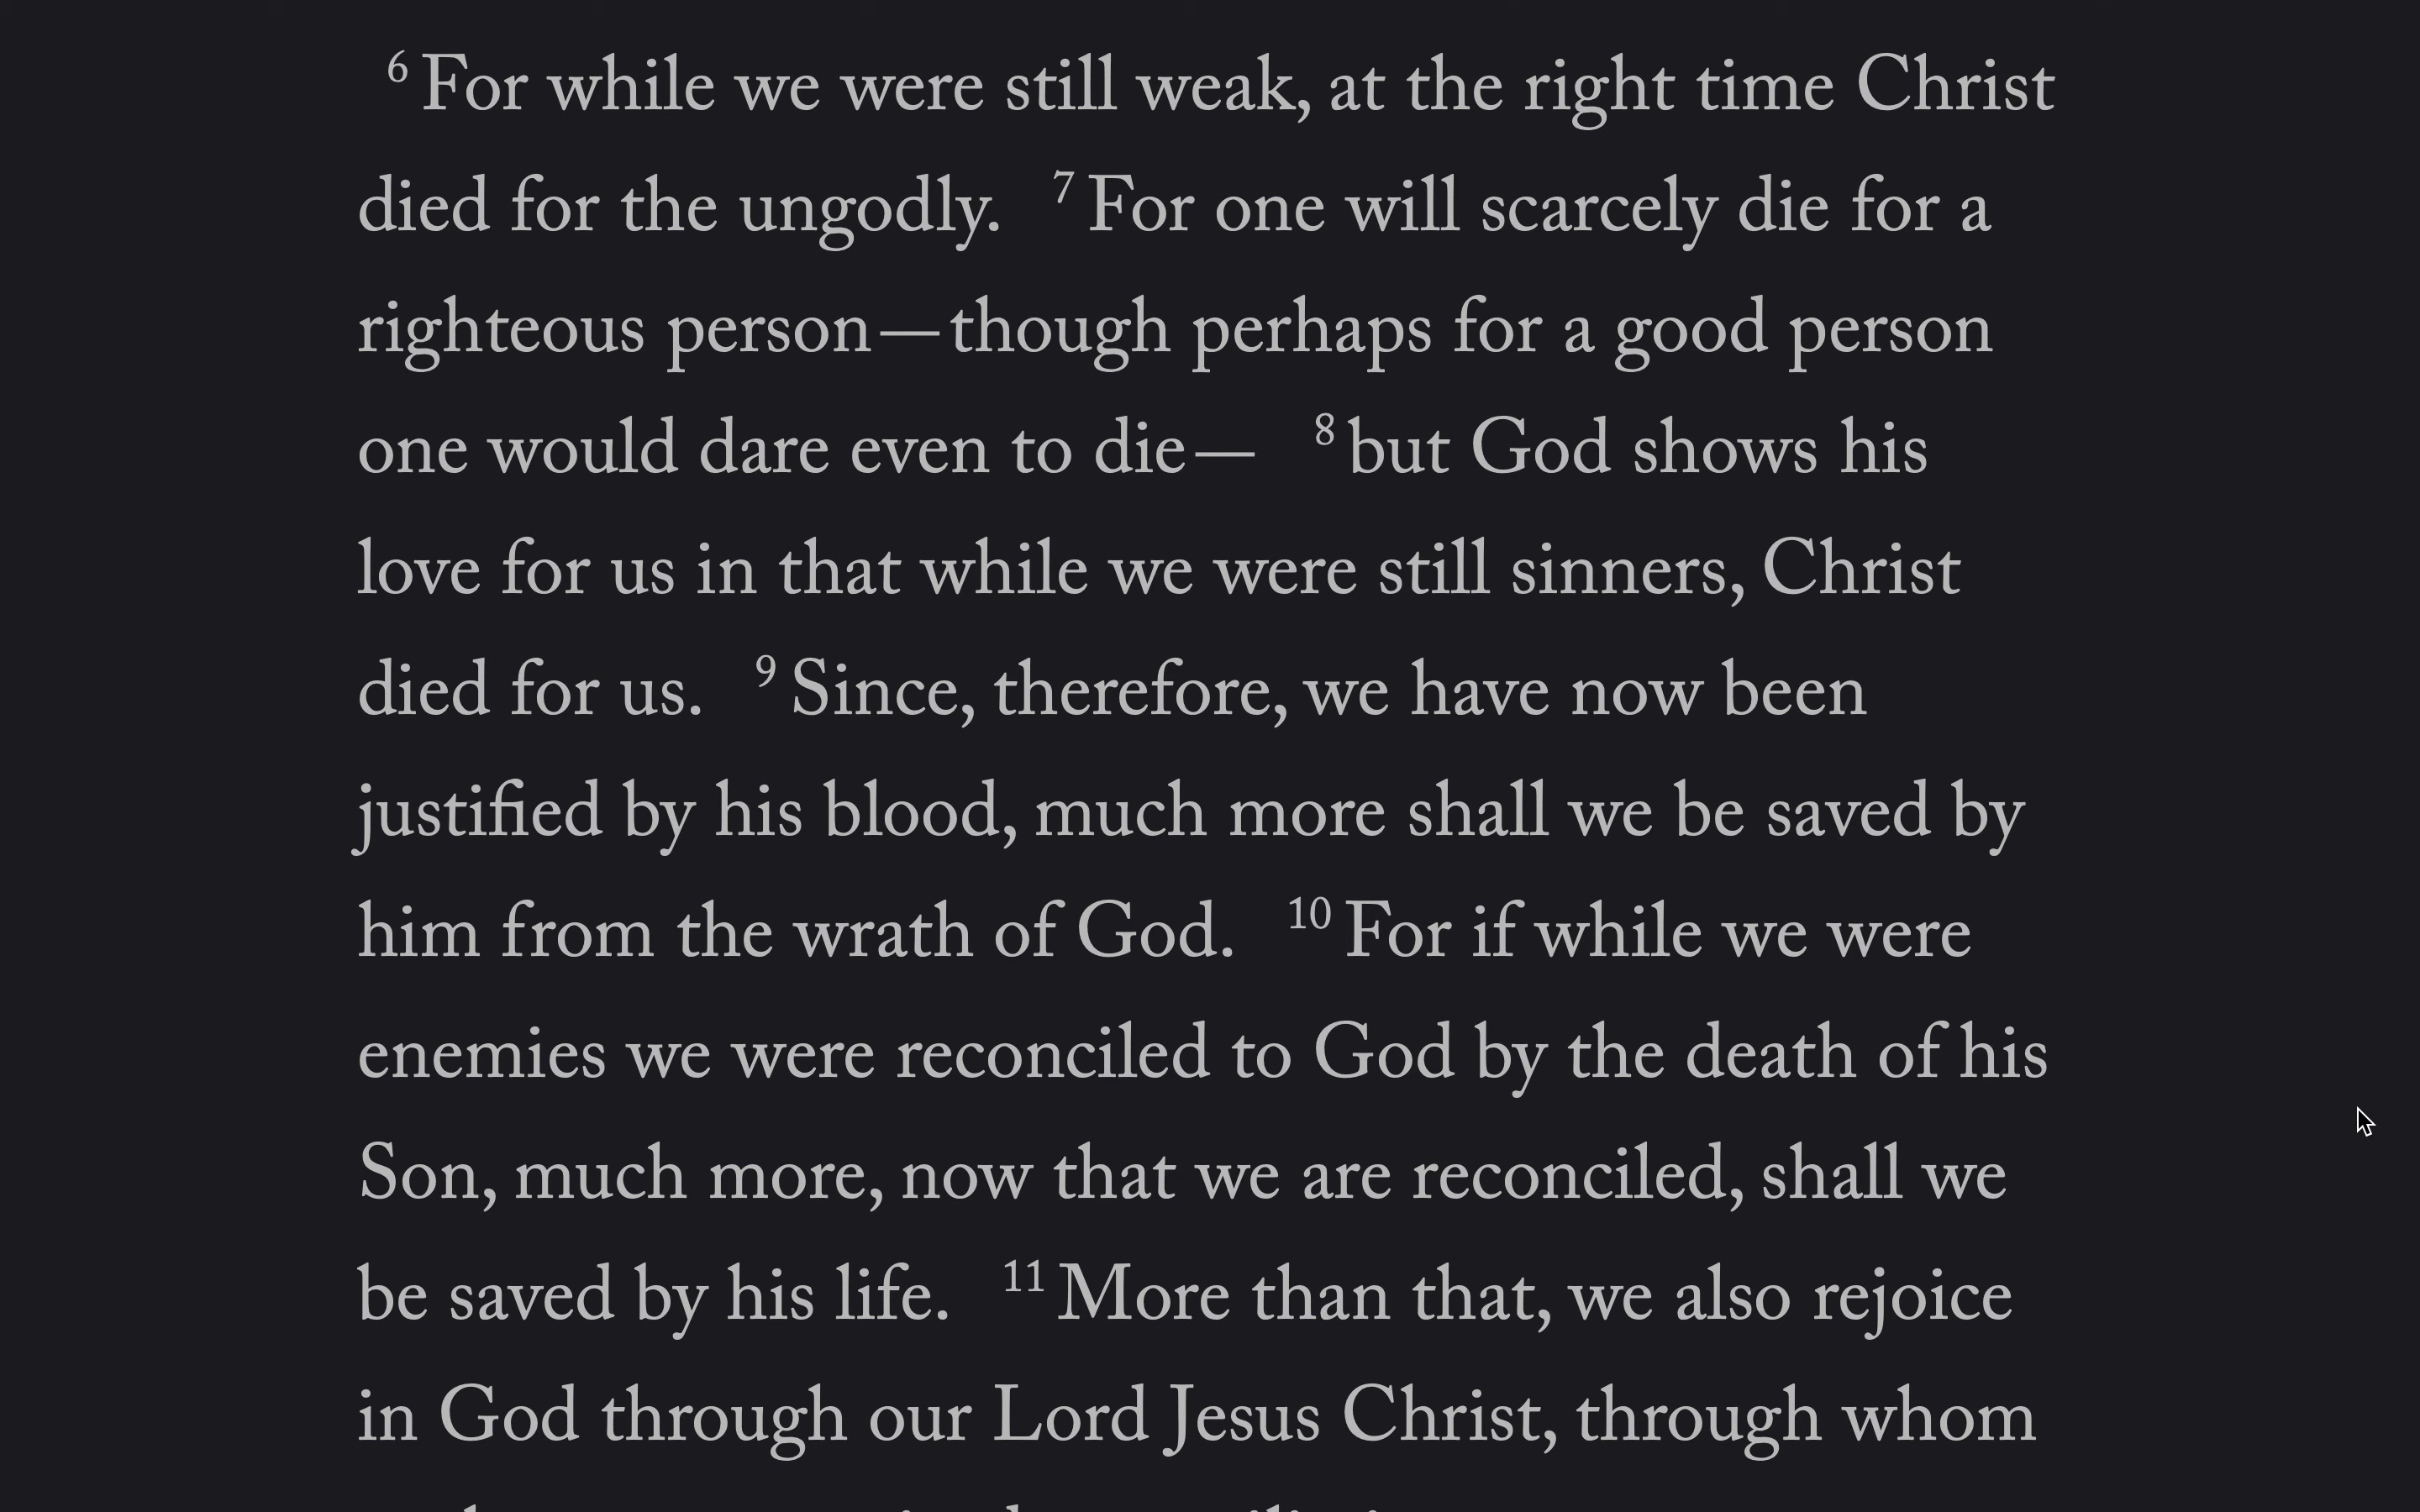 6 For while we were still weak, at the right time Christ
died for the ungodly. 7 For one will scarcely die for a
righteous person—though perhaps for a good person
one would dare even to die— 8 but God shows his
love for us in that while we were still sinners, Christ
died for us. 9 Since, therefore, we have now been
justified by his blood, much more shall we be saved by
him from the wrath of God. 10 For if while we were
enemies we were reconciled to God by the death of his
Son, much more, now that we are reconciled, shall we
be saved by his life. 11 More than that, we also rejoice
in God through our Lord Jesus Christ, through whom